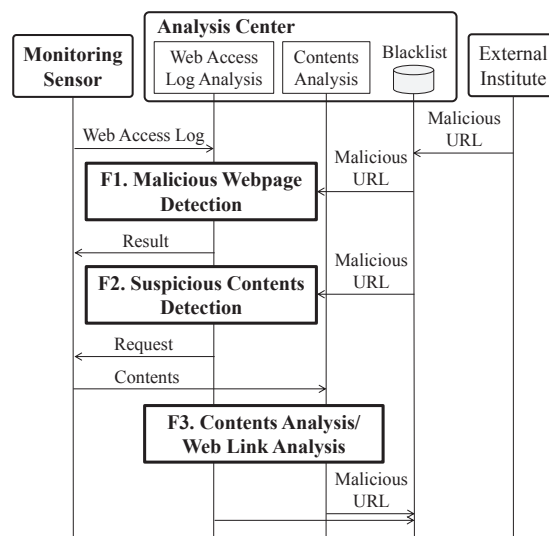 Analysis Center
Monitoring
Sensor
Web Access
Log Analysis
Contents
Analysis
Blacklist
External
Institute
Web Access Log
Malicious
URL
F1. Malicious Webpage
Detection
Malicious
URL
Result
F2. Suspicious Contents
Detection
Malicious
URL
Request
Contents
F3. Contents Analysis/
Web Link Analysis
Malicious
URL